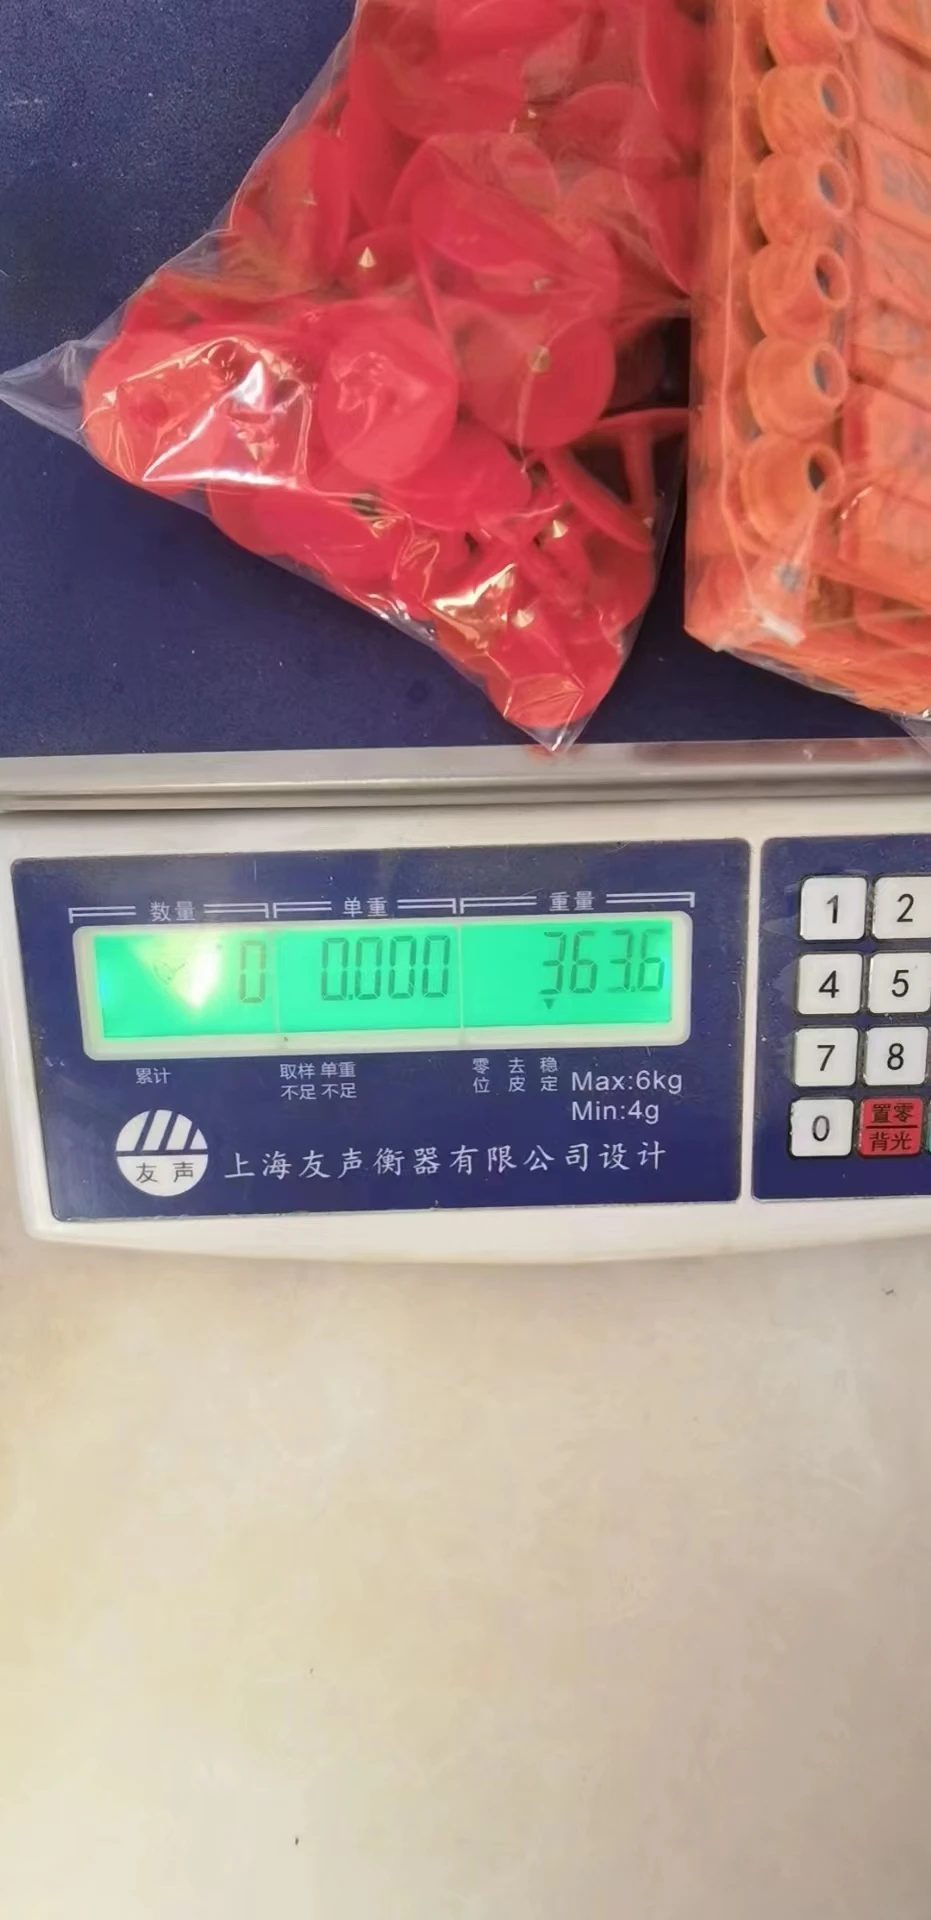 数量 单重 重量
0 0.000 363.6
累计
取样 单重
不足 不足
零 去 稳
位 皮 定
Max:6kg
Min:4g
友声
上海友声衡器有限公司设计
1 2
4 5
7 8
0 置零
背光